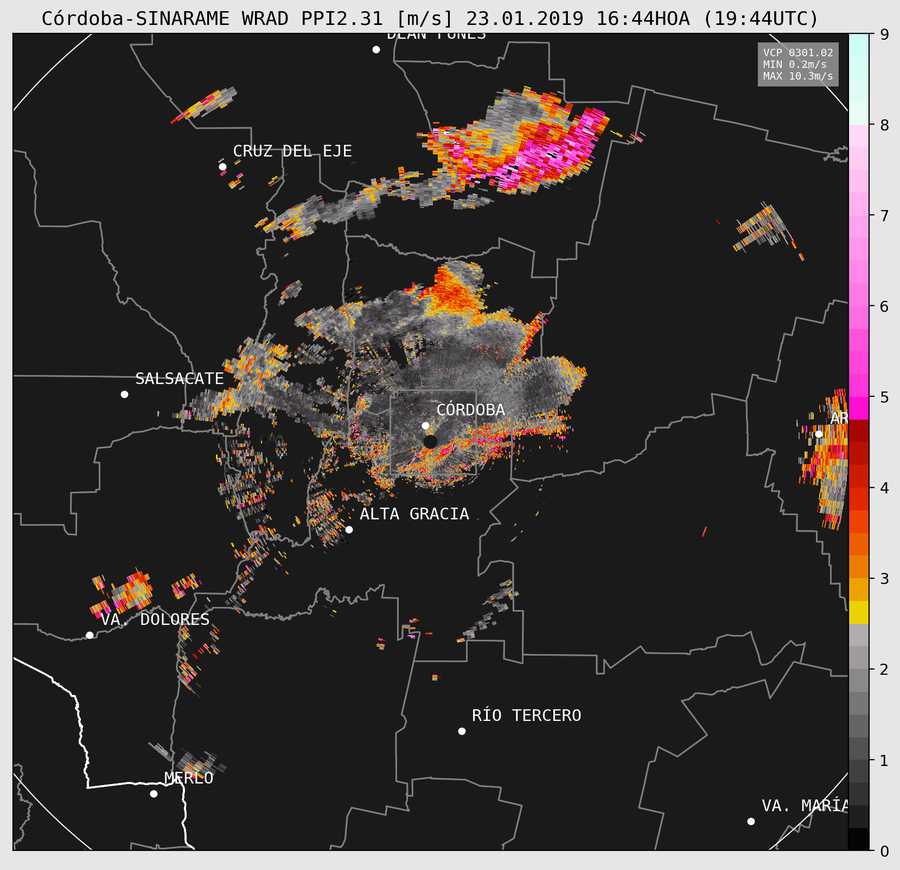 Córdoba-SINARAME WRAD PPI2.31 [m/s] 23.01.2019 16:44HOA (19:44UTC)
DEAN FUNES
VCP 0301.02
MIN 0.2m/s
MAX 10.3m/s
CRUZ DEL EJE
SALSACATE
CÓRDOBA
AR
ALTA GRACIA
VA. DOLORES
RÍO TERCERO
MERLO
VA. MARÍA
9
8
7
6
5
4
3
2
1
0